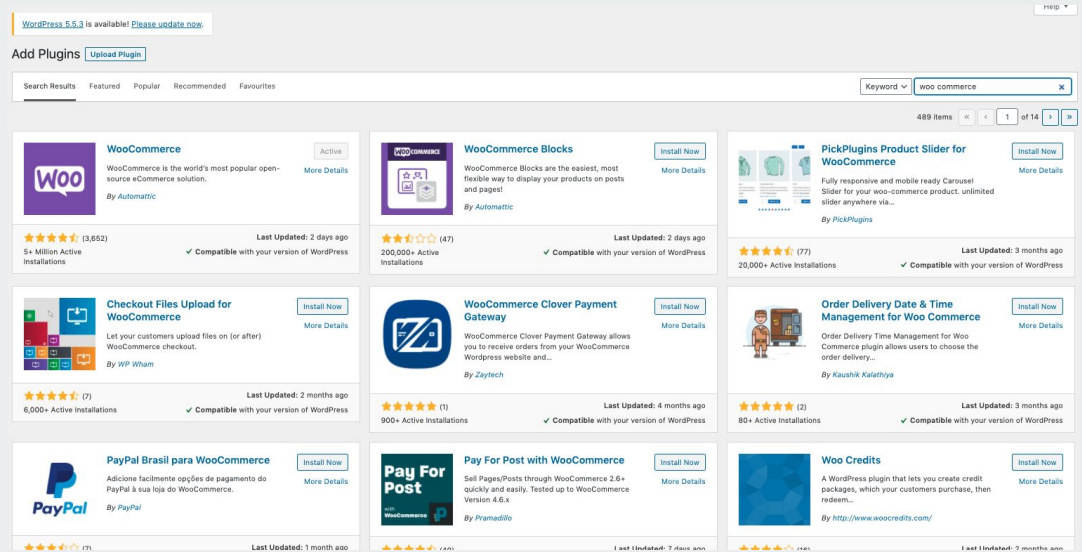 Help
WordPress 5.5.3 is available! Please update now.
Add Plugins Upload Plugin
Search Results Featured Popular Recommended Favourites
Keyword woo commerce
489 items « ‹ 1 of 14 › »
Woo
WooCommerce
Active
More Details
WooCommerce is the world's most popular open-
source eCommerce solution.
By Automattic
(3,652)
5+ Million Active
Installations
Last Updated: 2 days ago
Compatible with your version of WordPress
WOO COMMERCE
WooCommerce Blocks
Install Now
More Details
WooCommerce Blocks are the easiest, most
flexible way to display your products on posts
and pages!
By Automattic
(47)
200,000+ Active
Installations
Last Updated: 2 days ago
Compatible with your version of WordPress
PickPlugins Product Slider for
WooCommerce
Install Now
More Details
Fully responsive and mobile ready Carousel
Slider for your woo-commerce product. unlimited
slider anywhere via...
By PickPlugins
(77)
20,000+ Active Installations
Last Updated: 3 months ago
Compatible with your version of WordPress
Checkout Files Upload for
WooCommerce
Install Now
More Details
Let your customers upload files on (or after)
WooCommerce checkout.
By WP Wham
(7)
6,000+ Active Installations
Last Updated: 2 months ago
Compatible with your version of WordPress
WooCommerce Clover Payment
Gateway
Install Now
More Details
WooCommerce Clover Payment Gateway allows
you to receive orders from your WooCommerce
Wordpress website and...
By Zaytech
(1)
900+ Active Installations
Last Updated: 4 months ago
Compatible with your version of WordPress
Order Delivery Date & Time
Management for Woo Commerce
Install Now
More Details
Order Delivery Time Management for Woo
Commerce plugin allows users to choose the
order delivery...
By Kaushik Kalathiya
(2)
80+ Active Installations
Last Updated: 3 months ago
Compatible with your version of WordPress
PayPal
PayPal Brasil para WooCommerce
Install Now
More Details
Adicione facilmente opções de pagamento do
PayPal à sua loja do WooCommerce.
By PayPal
(7)
Last Updated: 1 month ago
Pay For
Post
with
WooCommerce
Pay For Post with WooCommerce
Install Now
More Details
Sell Pages/Posts through WooCommerce 2.6+
quickly and easily. Tested up to WooCommerce
Version 4.6.x
By Pramadillo
(40)
Last Updated: 7 days ago
Woo Credits
Install Now
More Details
A WordPress plugin that lets you create credit
packages, which your customers purchase, then
redeem...
By http://www.woocredits.com/
(16)
Last Updated: 2 months ago